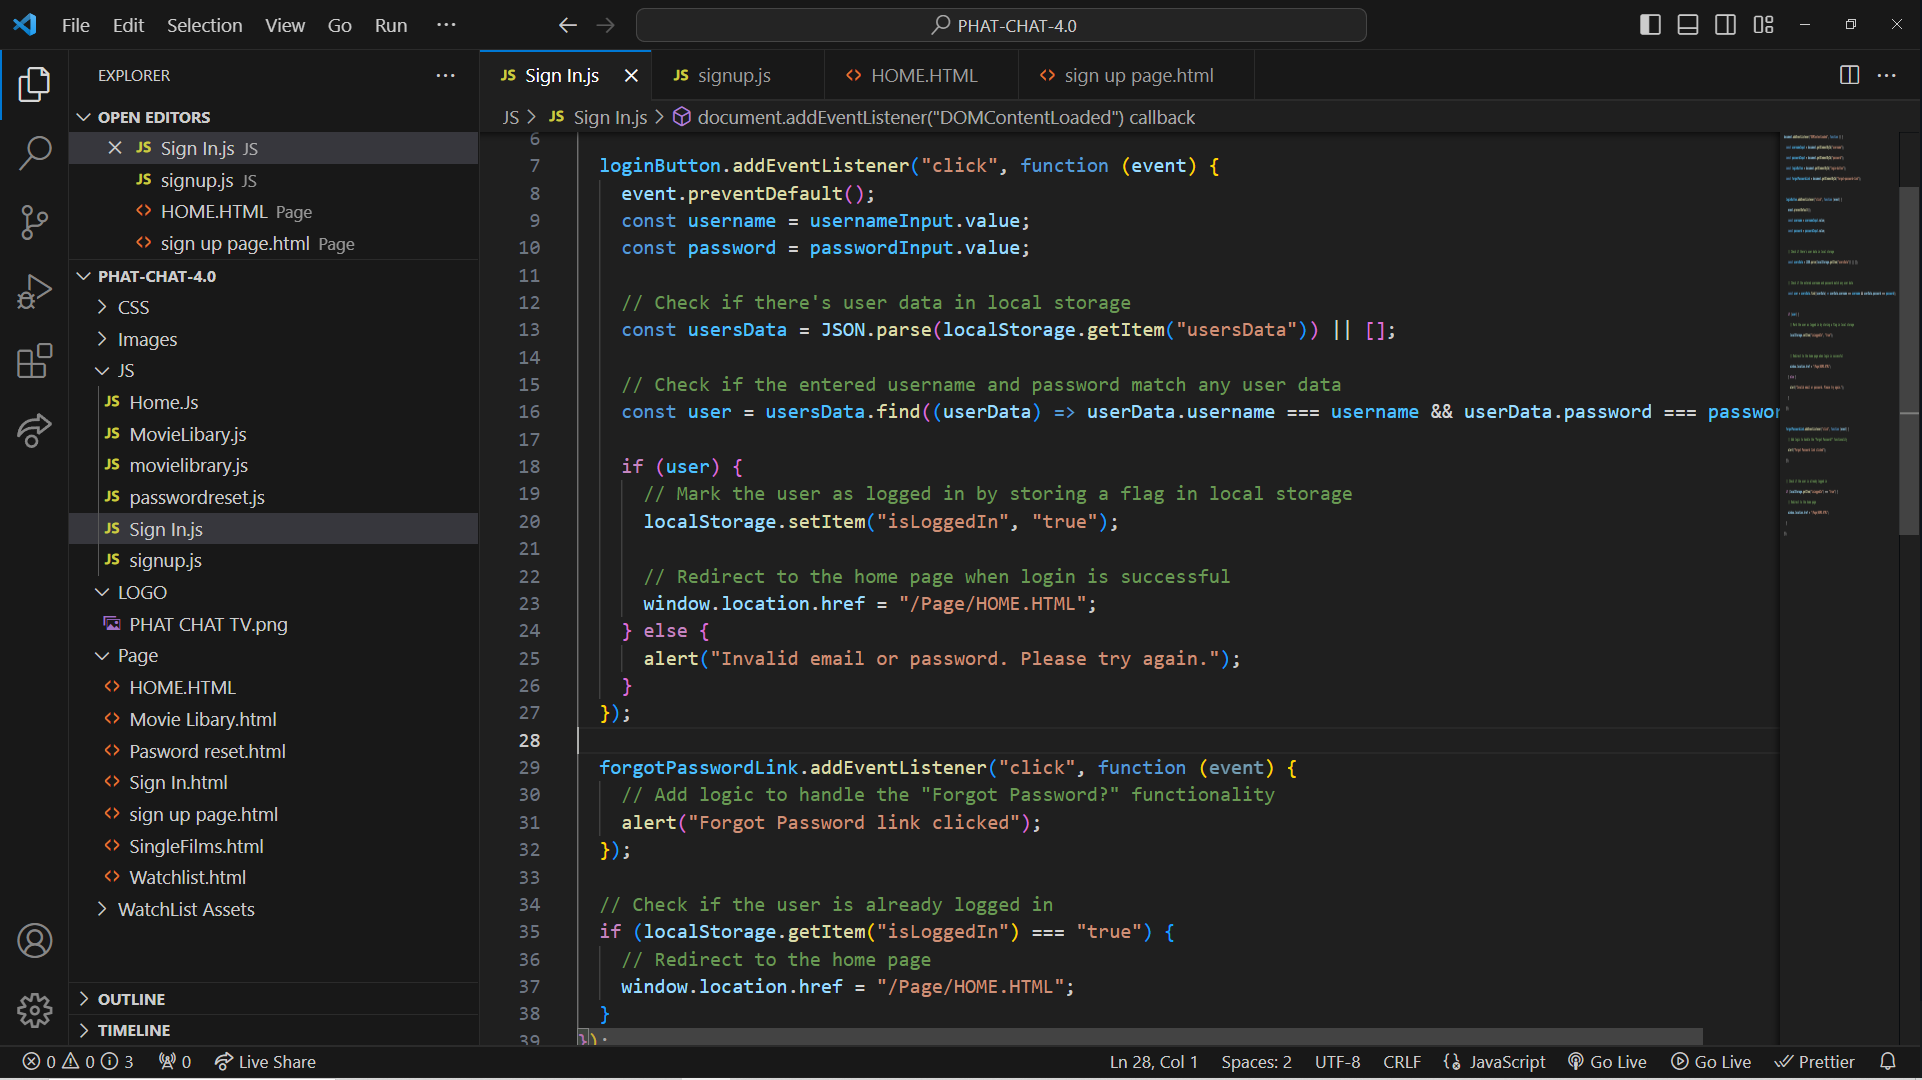 File Edit Selection View Go Run ···
PHAT-CHAT-4.0
EXPLORER ···
OPEN EDITORS
JS Sign In.js JS
JS signup.js JS
<> HOME.HTML Page
<> sign up page.html Page
PHAT-CHAT-4.0
CSS
Images
JS
JS Home.Js
JS MovieLibary.js
JS movielibrary.js
JS passwordreset.js
JS Sign In.js
JS signup.js
LOGO
PHAT CHAT TV.png
Page
<> HOME.HTML
<> Movie Libary.html
<> Pasword reset.html
<> Sign In.html
<> sign up page.html
<> SingleFilms.html
<> Watchlist.html
WatchList Assets
OUTLINE
TIMELINE
JS Sign In.js JS signup.js <> HOME.HTML <> sign up page.html ···
JS > JS Sign In.js > document.addEventListener("DOMContentLoaded") callback
6
7 loginButton.addEventListener("click", function (event) {
8 event.preventDefault();
9 const username = usernameInput.value;
10 const password = passwordInput.value;
11
12 // Check if there's user data in local storage
13 const usersData = JSON.parse(localStorage.getItem("usersData")) || [];
14
15 // Check if the entered username and password match any user data
16 const user = usersData.find((userData) => userData.username === username && userData.password === passwor
17
18 if (user) {
19 // Mark the user as logged in by storing a flag in local storage
20 localStorage.setItem("isLoggedIn", "true");
21
22 // Redirect to the home page when login is successful
23 window.location.href = "/Page/HOME.HTML";
24 } else {
25 alert("Invalid email or password. Please try again.");
26 }
27 });
28
29 forgotPasswordLink.addEventListener("click", function (event) {
30 // Add logic to handle the "Forgot Password?" functionality
31 alert("Forgot Password link clicked");
32 });
33
34 // Check if the user is already logged in
35 if (localStorage.getItem("isLoggedIn") === "true") {
36 // Redirect to the home page
37 window.location.href = "/Page/HOME.HTML";
38 }
39 });
0 0 3 0 Live Share Ln 28, Col 1 Spaces: 2 UTF-8 CRLF {} JavaScript Go Live Go Live Prettier